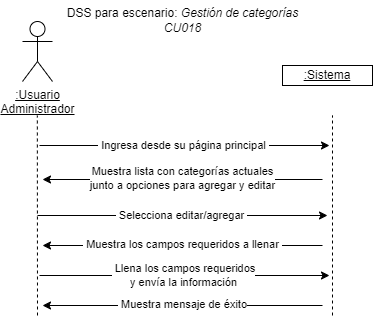 DSS para escenario: Gestión de categorías
CU018
:Usuario
Administrador
:Sistema
Ingresa desde su página principal
Muestra lista con categorías actuales
junto a opciones para agregar y editar
Selecciona editar/agregar
Muestra los campos requeridos a llenar
Llena los campos requeridos
y envía la información
Muestra mensaje de éxito